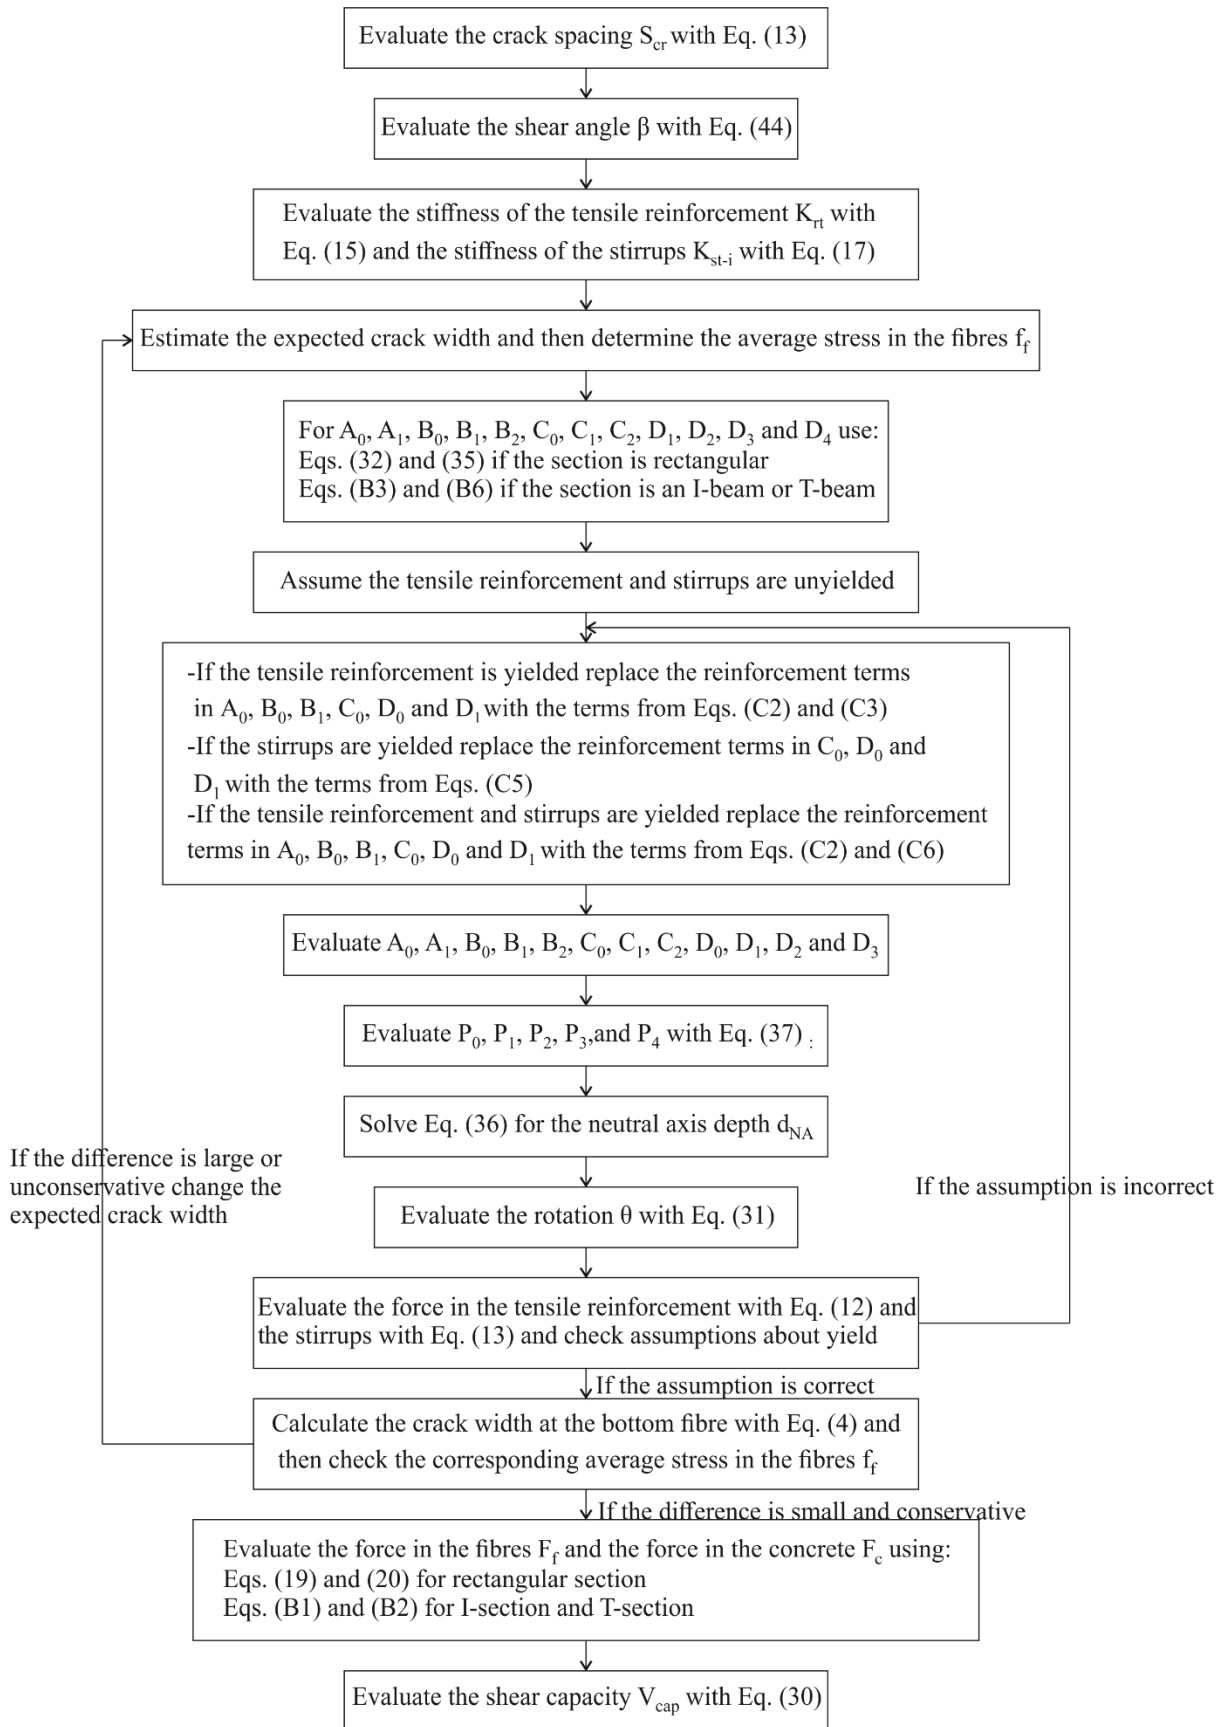 Evaluate the crack spacing S_cr with Eq. (13)
Evaluate the shear angle β with Eq. (44)
Evaluate the stiffness of the tensile reinforcement K_rt with
Eq. (15) and the stiffness of the stirrups K_st-i with Eq. (17)
Estimate the expected crack width and then determine the average stress in the fibres f_f
For A_0, A_1, B_0, B_1, B_2, C_0, C_1, C_2, D_1, D_2, D_3 and D_4 use:
Eqs. (32) and (35) if the section is rectangular
Eqs. (B3) and (B6) if the section is an I-beam or T-beam
Assume the tensile reinforcement and stirrups are unyielded
-If the tensile reinforcement is yielded replace the reinforcement terms
in A_0, B_0, B_1, C_0, D_0 and D_1 with the terms from Eqs. (C2) and (C3)
-If the stirrups are yielded replace the reinforcement terms in C_0, D_0 and
D_1 with the terms from Eqs. (C5)
-If the tensile reinforcement and stirrups are yielded replace the reinforcement
terms in A_0, B_0, B_1, C_0, D_0 and D_1 with the terms from Eqs. (C2) and (C6)
Evaluate A_0, A_1, B_0, B_1, B_2, C_0, C_1, C_2, D_0, D_1, D_2 and D_3
Evaluate P_0, P_1, P_2, P_3,and P_4 with Eq. (37) :
Solve Eq. (36) for the neutral axis depth d_NA
If the difference is large or
unconservative change the
expected crack width
If the assumption is incorrect
Evaluate the rotation θ with Eq. (31)
Evaluate the force in the tensile reinforcement with Eq. (12) and
the stirrups with Eq. (13) and check assumptions about yield
If the assumption is correct
Calculate the crack width at the bottom fibre with Eq. (4) and
then check the corresponding average stress in the fibres f_f
If the difference is small and conservative
Evaluate the force in the fibres F_f and the force in the concrete F_c using:
Eqs. (19) and (20) for rectangular section
Eqs. (B1) and (B2) for I-section and T-section
Evaluate the shear capacity V_cap with Eq. (30)